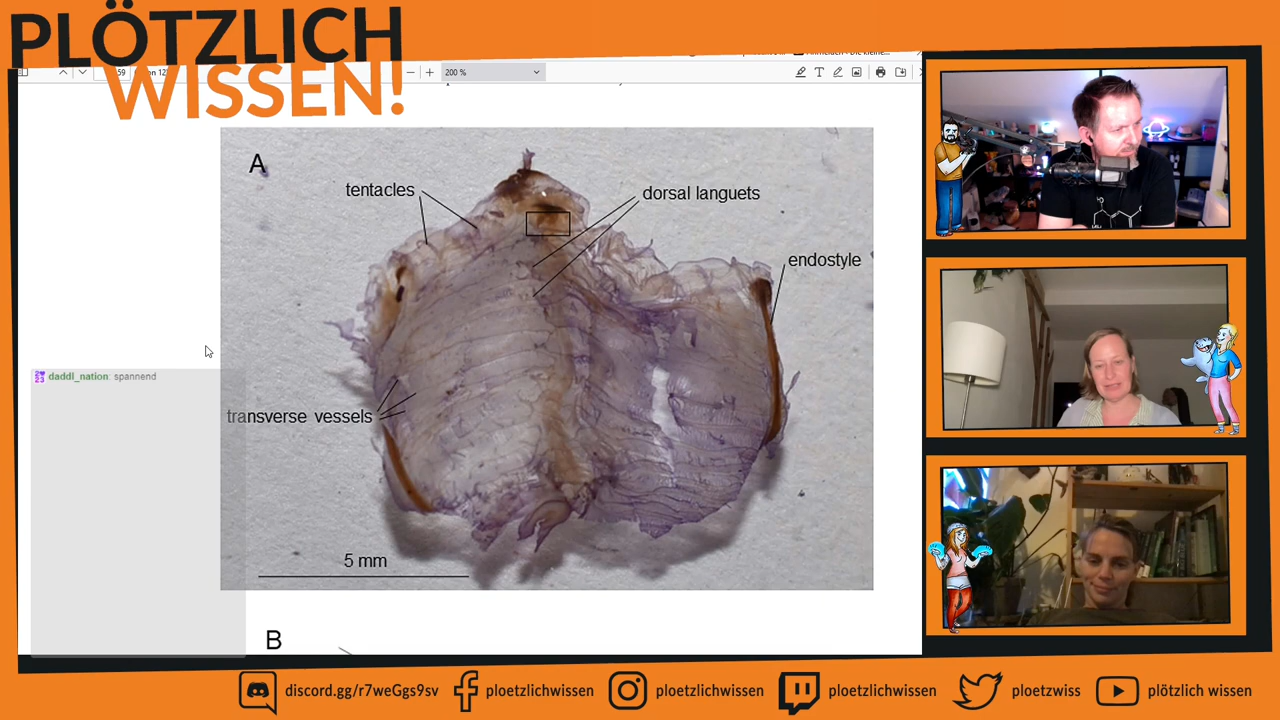 PLÖTZLICH
WISSEN!
200 %
A
tentacles
dorsal languets
endostyle
daddl_nation: spannend
transverse vessels
5 mm
B
discord.gg/r7weGgs9sv
ploetzlichwissen
ploetzlichwissen
ploetzlichwissen
ploetzwiss
plötzlich wissen